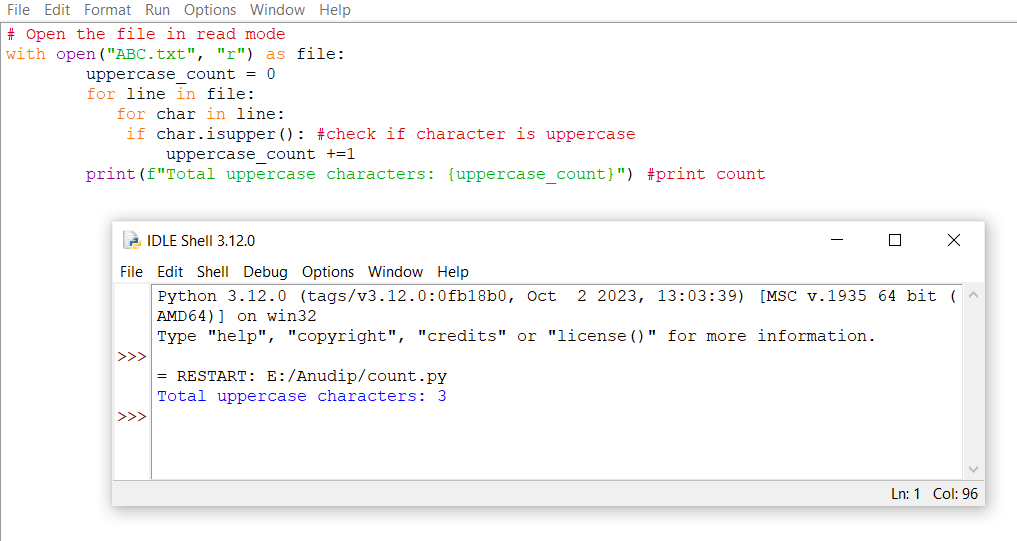 File Edit Format Run Options Window Help
# Open the file in read mode
with open("ABC.txt", "r") as file:
        uppercase_count = 0
        for line in file:
           for char in line:
            if char.isupper(): #check if character is uppercase
                uppercase_count +=1
        print(f"Total uppercase characters: {uppercase_count}") #print count
IDLE Shell 3.12.0
File Edit Shell Debug Options Window Help
Python 3.12.0 (tags/v3.12.0:0fb18b0, Oct  2 2023, 13:03:39) [MSC v.1935 64 bit (
AMD64)] on win32
Type "help", "copyright", "credits" or "license()" for more information.
>>>
= RESTART: E:/Anudip/count.py
Total uppercase characters: 3
>>>
Ln: 1 Col: 96